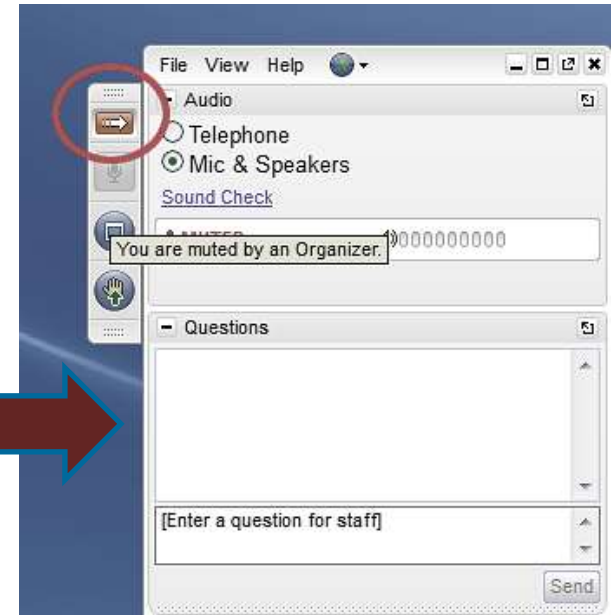 File View Help
Audio
Telephone
Mic & Speakers
Sound Check
You are muted by an Organizer.
000000000
Questions
[Enter a question for staff]
Send